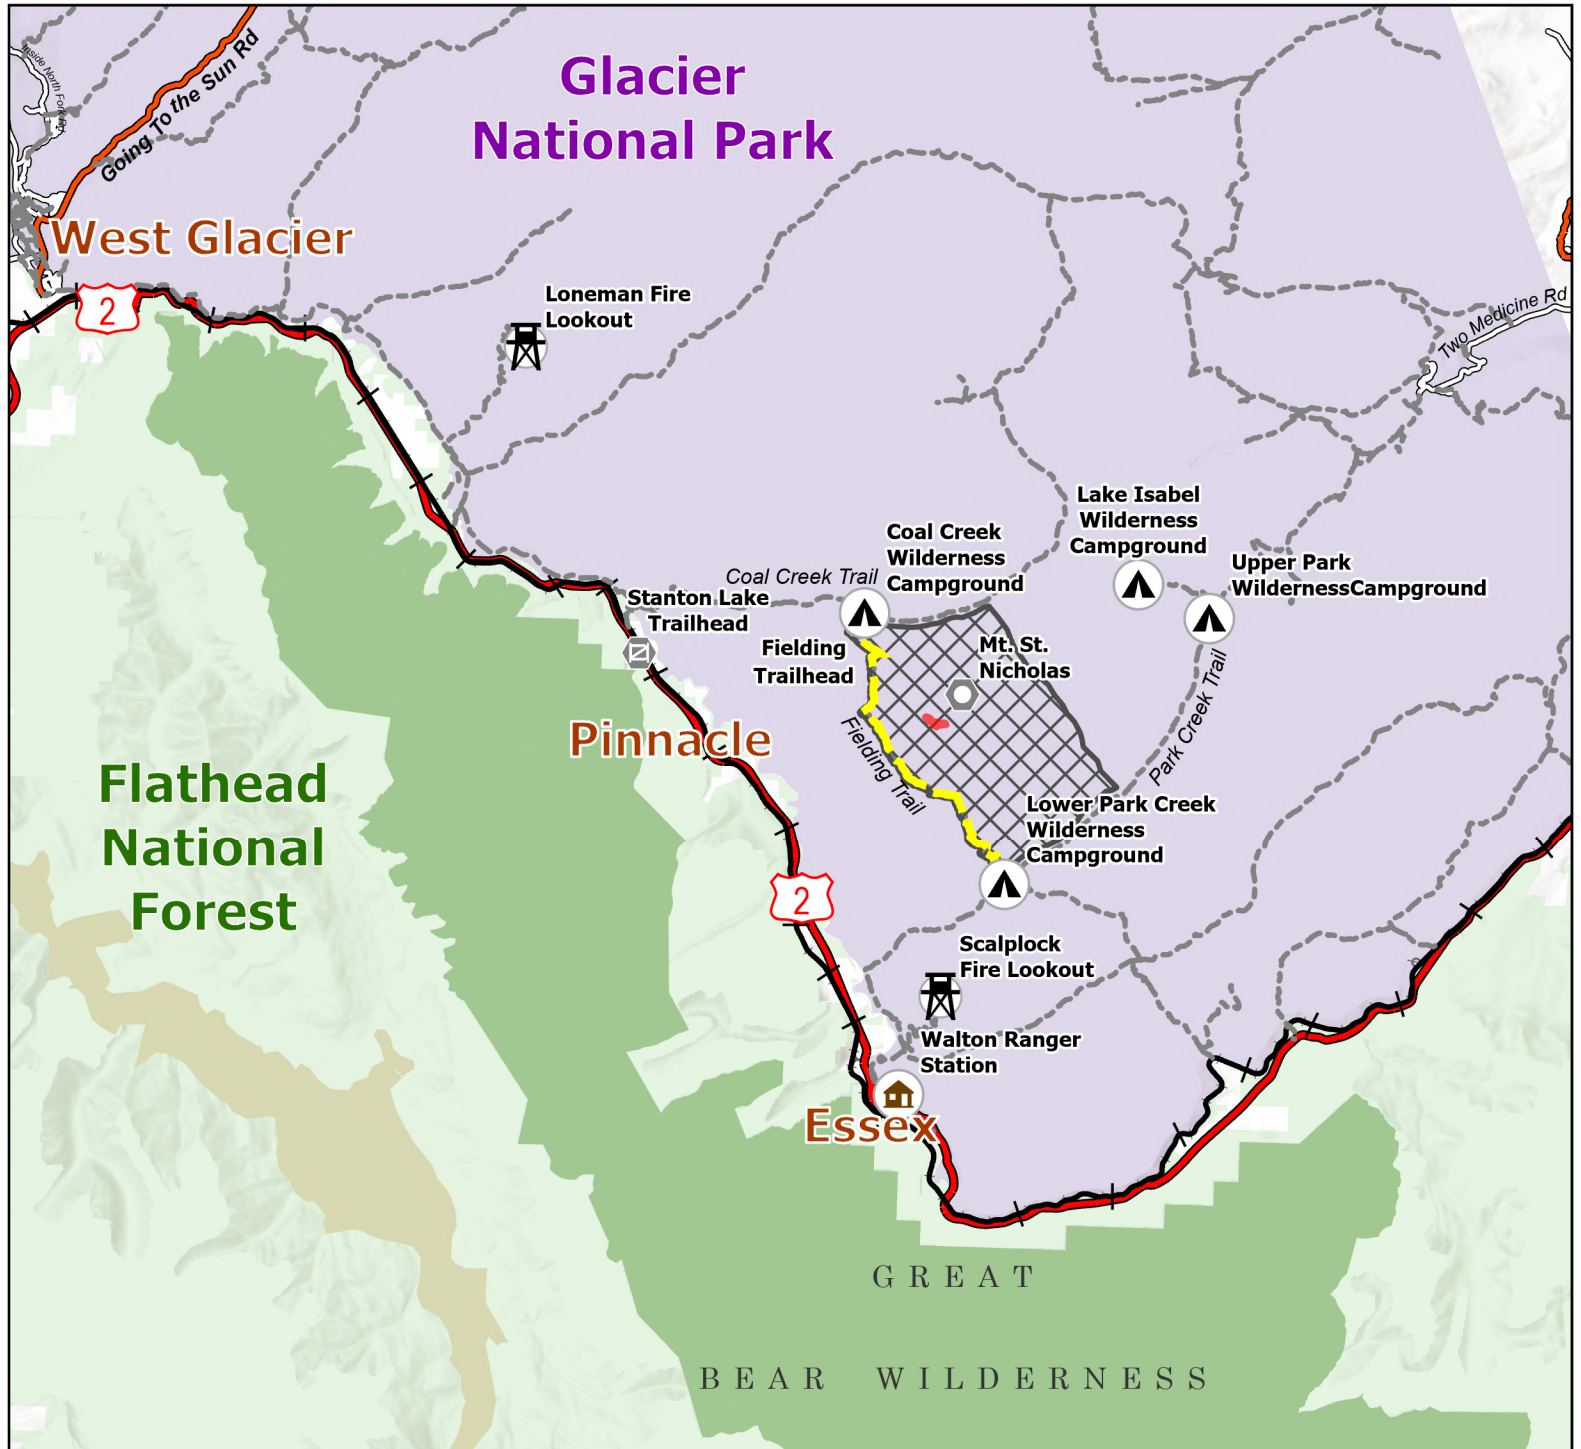 Inside North Fork Rd
Going To the Sun Rd
Glacier
National Park
West Glacier
2
Loneman Fire
Lookout
Two Medicine Rd
Lake Isabel
Wilderness
Campground
Coal Creek
Wilderness
Campground
Upper Park
WildernessCampground
Coal Creek Trail
Stanton Lake
Trailhead
Fielding
Trailhead
Mt. St.
Nicholas
Park Creek Trail
Pinnacle
Fielding Trail
Flathead
National
Forest
Lower Park Creek
Wilderness
Campground
2
Scalplock
Fire Lookout
Walton Ranger
Station
Essex
GREAT
BEAR WILDERNESS